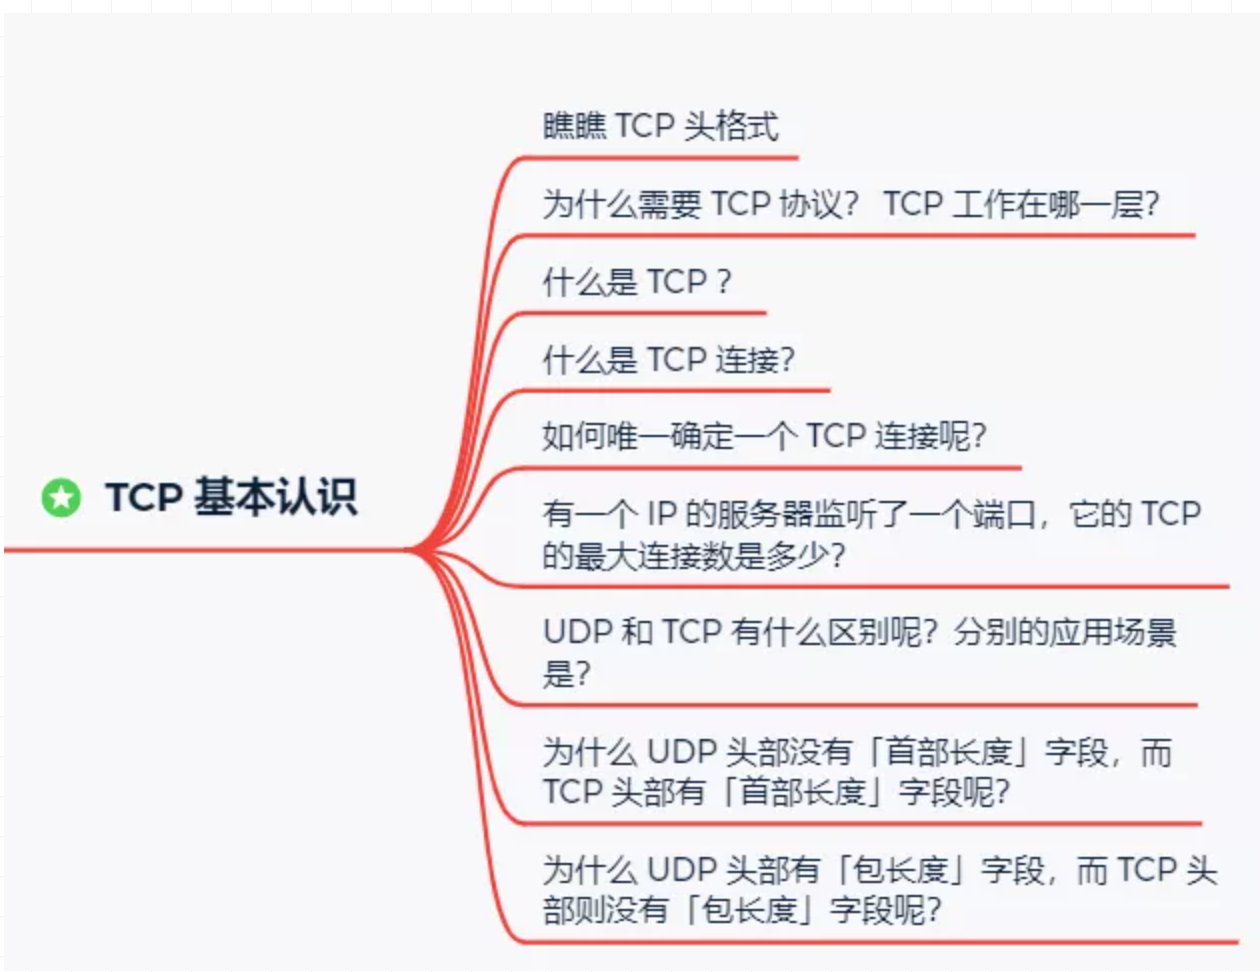 瞧瞧 TCP 头格式
为什么需要 TCP 协议? TCP 工作在哪一层?
什么是 TCP ?
什么是 TCP 连接?
如何唯一确定一个 TCP 连接呢?
TCP 基本认识
有一个 IP 的服务器监听了一个端口，它的 TCP
的最大连接数是多少?
UDP 和 TCP 有什么区别呢? 分别的应用场景
是?
为什么 UDP 头部没有「首部长度」字段，而
TCP 头部有「首部长度」字段呢?
为什么 UDP 头部有「包长度」字段，而 TCP 头
部则没有「包长度」字段呢?